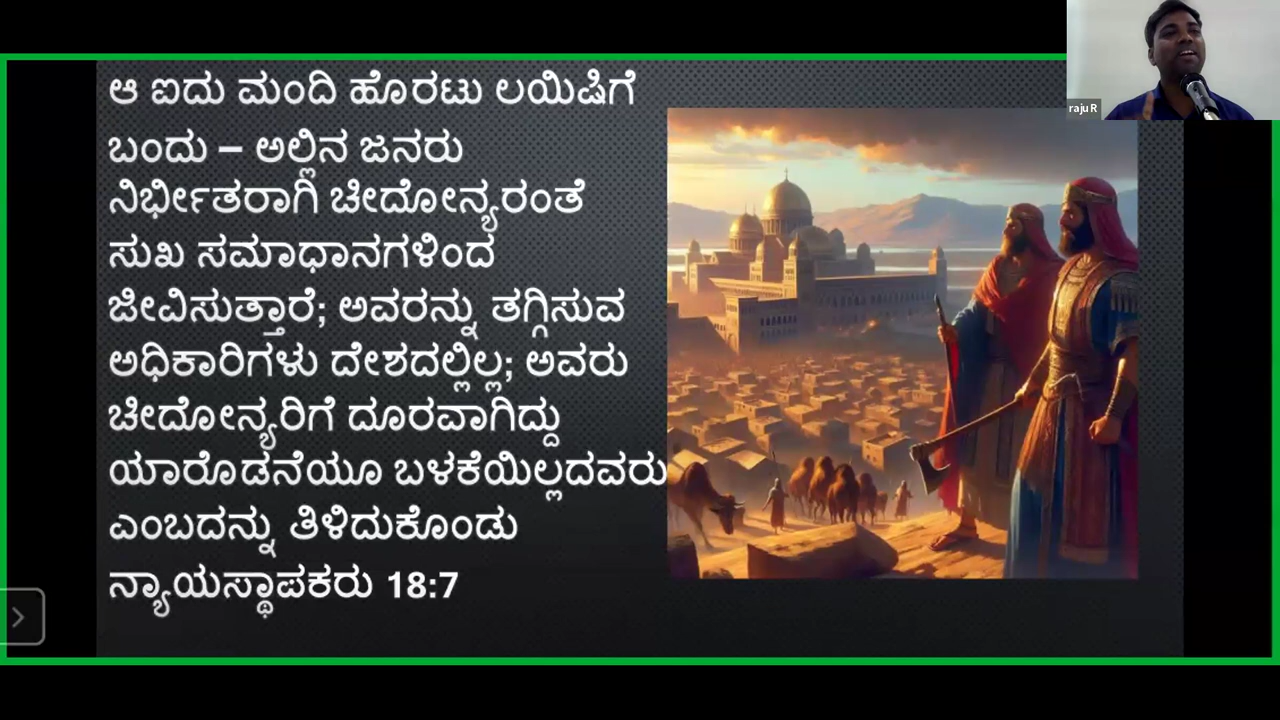 ಆ ಐದು ಮಂದಿ ಹೊರಟು ಲಯಿಷಿಗೆ
ಬಂದು – ಅಲ್ಲಿನ ಜನರು
ನಿರ್ಭೀತರಾಗಿ ಚೀದೋನ್ಯರಂತೆ
ಸುಖ ಸಮಾಧಾನಗಳಿಂದ
ಜೀವಿಸುತ್ತಾರೆ; ಅವರನ್ನು ತಗ್ಗಿಸುವ
ಅಧಿಕಾರಿಗಳು ದೇಶದಲ್ಲಿಲ್ಲ; ಅವರು
ಚೀದೋನ್ಯರಿಗೆ ದೂರವಾಗಿದ್ದು
ಯಾರೊಡನೆಯೂ ಬಳಕೆಯಿಲ್ಲದವರು
ಎಂಬದನ್ನು ತಿಳಿದುಕೊಂಡು
ನ್ಯಾಯಸ್ಥಾಪಕರು 18:7
raju R